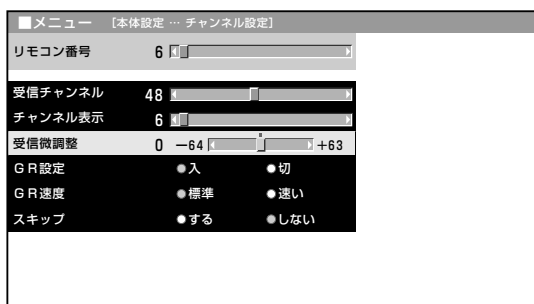 ■メニュー [本体設定 … チャンネル設定]
リモコン番号 6
受信チャンネル 48
チャンネル表示 6
受信微調整 0 −64 +63
GR設定 ●入 ●切
GR速度 ●標準 ●速い
スキップ ●する ●しない